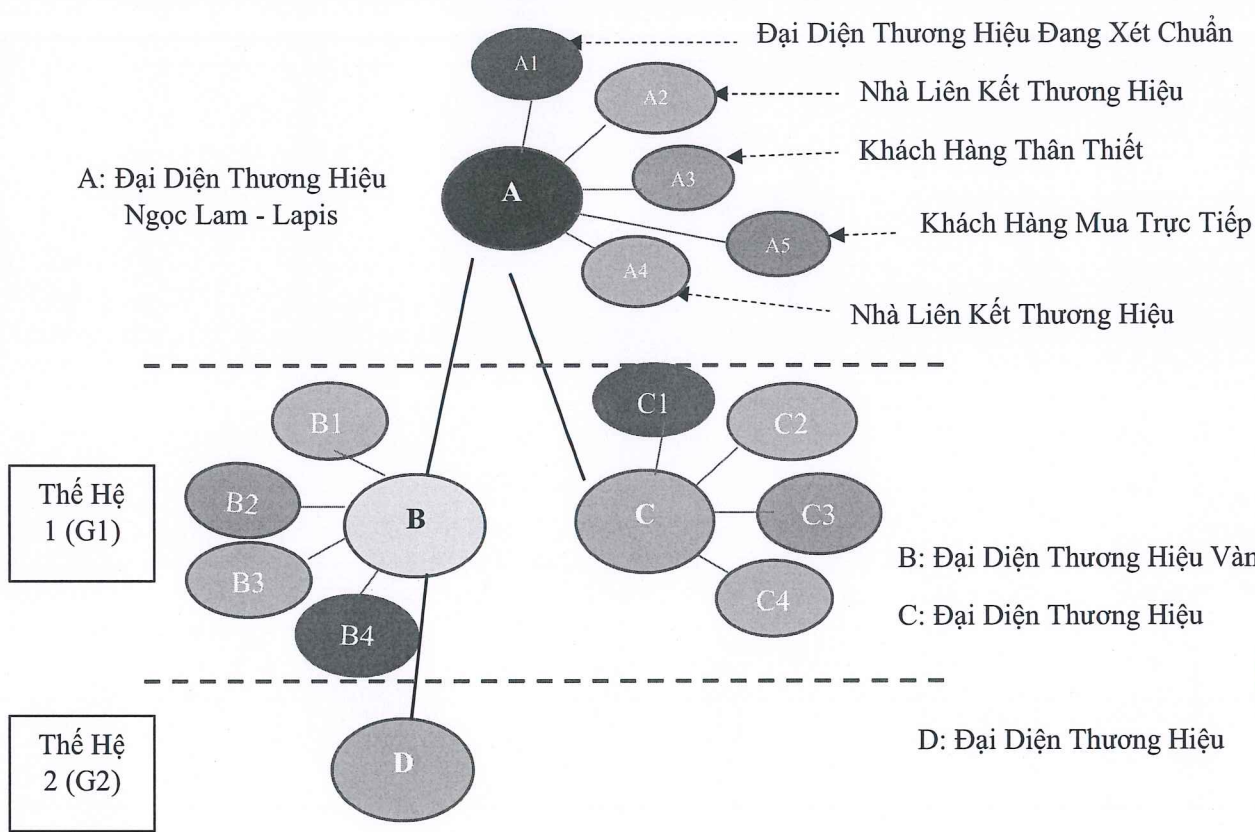 Đại Diện Thương Hiệu Đang Xét Chuẩn
A1
A2
Nhà Liên Kết Thương Hiệu
Khách Hàng Thân Thiết
A: Đại Diện Thương Hiệu
Ngọc Lam - Lapis
A
A3
Khách Hàng Mua Trực Tiếp
A5
A4
Nhà Liên Kết Thương Hiệu
C1
B1
C2
Thế Hệ
1 (G1)
B2
B
C
C3
B3
B: Đại Diện Thương Hiệu Vàn
C4
C: Đại Diện Thương Hiệu
B4
Thế Hệ
2 (G2)
D
D: Đại Diện Thương Hiệu